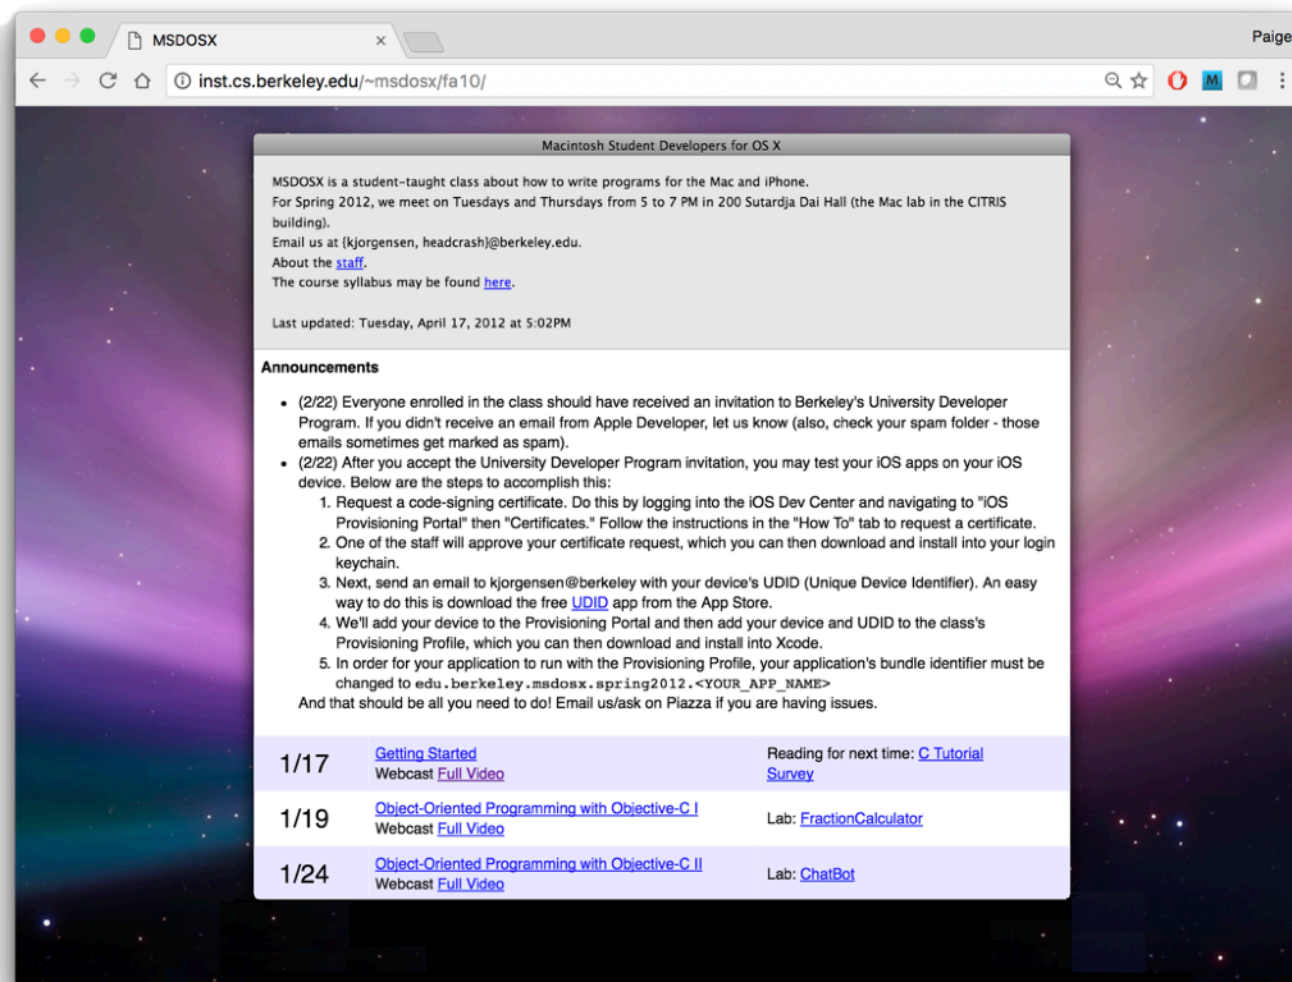 MSDOSX
Paige
inst.cs.berkeley.edu/~msdosx/fa10/
M
Macintosh Student Developers for OS X
MSDOSX is a student-taught class about how to write programs for the Mac and iPhone.
For Spring 2012, we meet on Tuesdays and Thursdays from 5 to 7 PM in 200 Sutardja Dai Hall (the Mac lab in the CITRIS
building).
Email us at {kjorgensen, headcrash}@berkeley.edu.
About the staff.
The course syllabus may be found here.
Last updated: Tuesday, April 17, 2012 at 5:02PM
Announcements
• (2/22) Everyone enrolled in the class should have received an invitation to Berkeley's University Developer
Program. If you didn't receive an email from Apple Developer, let us know (also, check your spam folder - those
emails sometimes get marked as spam).
• (2/22) After you accept the University Developer Program invitation, you may test your iOS apps on your iOS
device. Below are the steps to accomplish this:
1. Request a code-signing certificate. Do this by logging into the iOS Dev Center and navigating to "iOS
Provisioning Portal" then "Certificates." Follow the instructions in the "How To" tab to request a certificate.
2. One of the staff will approve your certificate request, which you can then download and install into your login
keychain.
3. Next, send an email to kjorgensen@berkeley with your device's UDID (Unique Device Identifier). An easy
way to do this is download the free UDID app from the App Store.
4. We'll add your device to the Provisioning Portal and then add your device and UDID to the class's
Provisioning Profile, which you can then download and install into Xcode.
5. In order for your application to run with the Provisioning Profile, your application's bundle identifier must be
changed to edu.berkeley.msdosx.spring2012.<YOUR_APP_NAME>
And that should be all you need to do! Email us/ask on Piazza if you are having issues.
1/17
Getting Started
Webcast Full Video
Reading for next time: C Tutorial
Survey
1/19
Object-Oriented Programming with Objective-C I
Webcast Full Video
Lab: FractionCalculator
1/24
Object-Oriented Programming with Objective-C II
Webcast Full Video
Lab: ChatBot